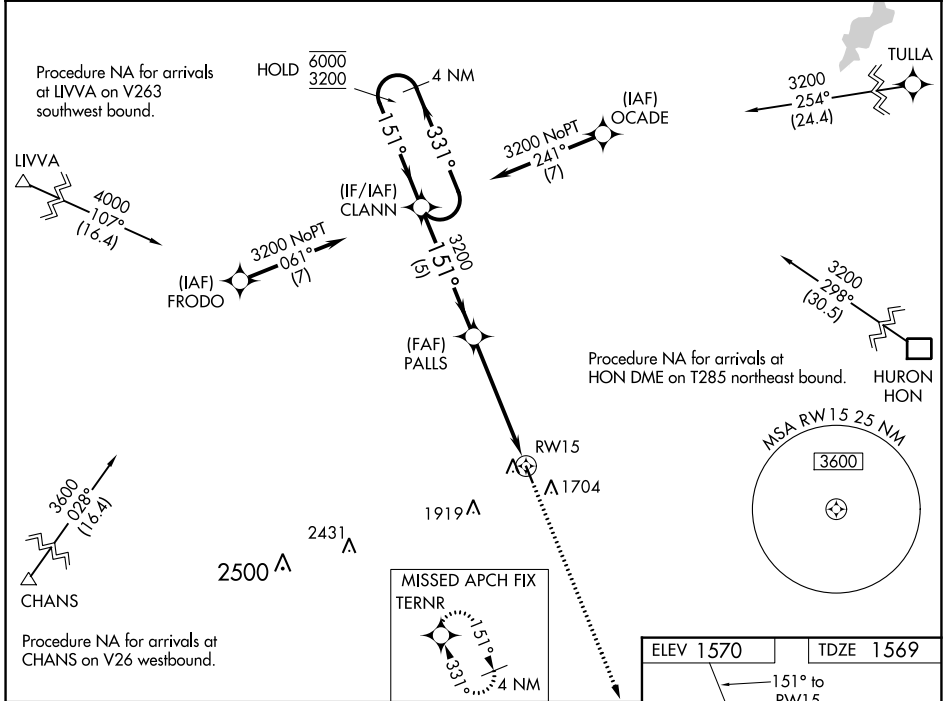 HOLD 6000
3200
4 NM
151°
331°
Procedure NA for arrivals
at LIVVA on V263
southwest bound.
LIVVA
4000
107°
(16.4)
(IAF)
OCADE
3200 NoPT
241°
(7)
TULLA
3200
254°
(24.4)
(IF/IAF)
CLANN
3200 NoPT
061°
(7)
(IAF)
FRODO
3200
151°
(5)
(FAF)
PALLS
3200
298°
(30.5)
HURON
HON
Procedure NA for arrivals at
HON DME on T285 northeast bound.
MSA RW15 25 NM
3600
RW15
1704
1919
2431
2500
3600
028°
(16.4)
CHANS
Procedure NA for arrivals at
CHANS on V26 westbound.
MISSED APCH FIX
TERNR
151°
331°
4 NM
ELEV 1570
TDZE 1569
151° to
RW15